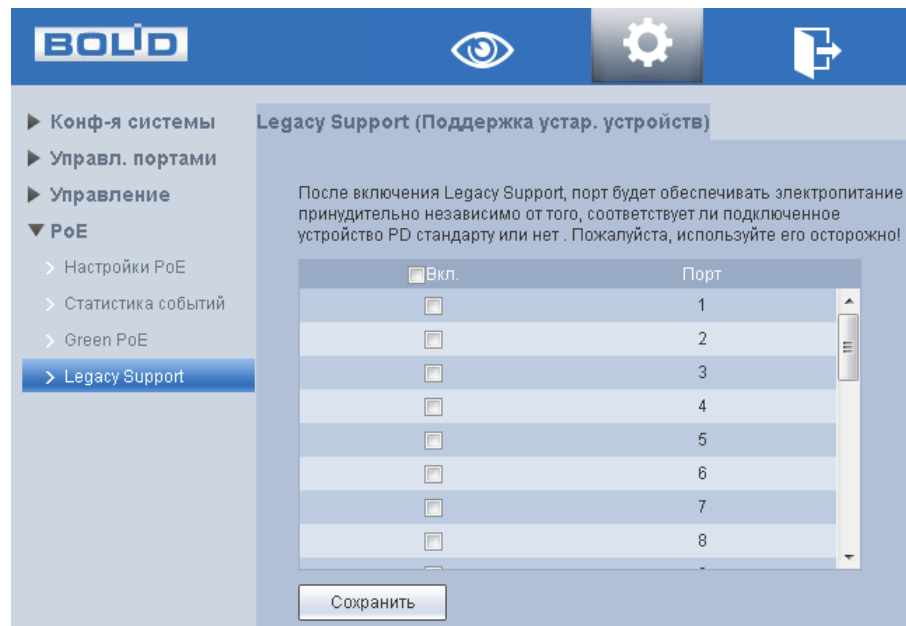 BOLID
Конф-я системы
Управл. портами
Управление
PoE
Настройки PoE
Статистика событий
Green PoE
Legacy Support
Legacy Support (Поддержка устар. устройств)
После включения Legacy Support, порт будет обеспечивать электропитание
принудительно независимо от того, соответствует ли подключенное
устройство PD стандарту или нет . Пожалуйста, используйте его осторожно!
Вкл. Порт
1
2
3
4
5
6
7
8
Сохранить